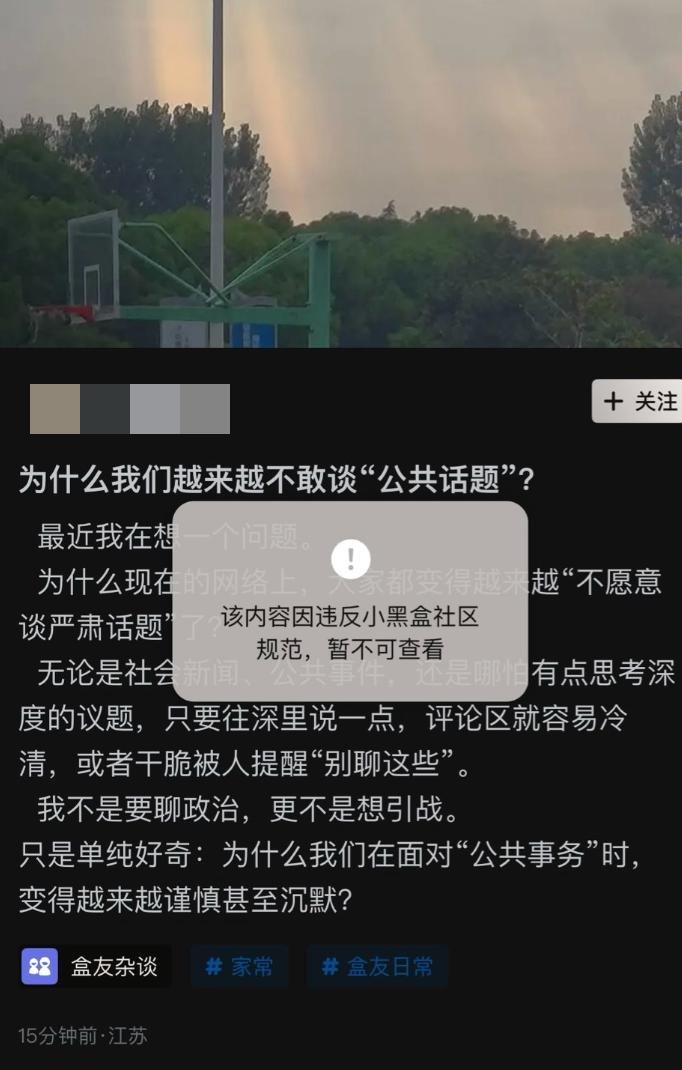 + 关注
为什么我们越来越不敢谈“公共话题”?
最近我在想一个问题。
为什么现在的网络上，大家都变得越来越“不愿意
谈严肃话题”了?
无论是社会新闻、公共事件，还是哪怕有点思考深
度的议题，只要往深里说一点，评论区就容易冷
清，或者干脆被人提醒“别聊这些”。
我不是要聊政治，更不是想引战。
只是单纯好奇：为什么我们在面对“公共事务”时，
变得越来越谨慎甚至沉默?
!
该内容因违反小黑盒社区
规范，暂不可查看
盒友杂谈 # 家常 # 盒友日常
15分钟前·江苏